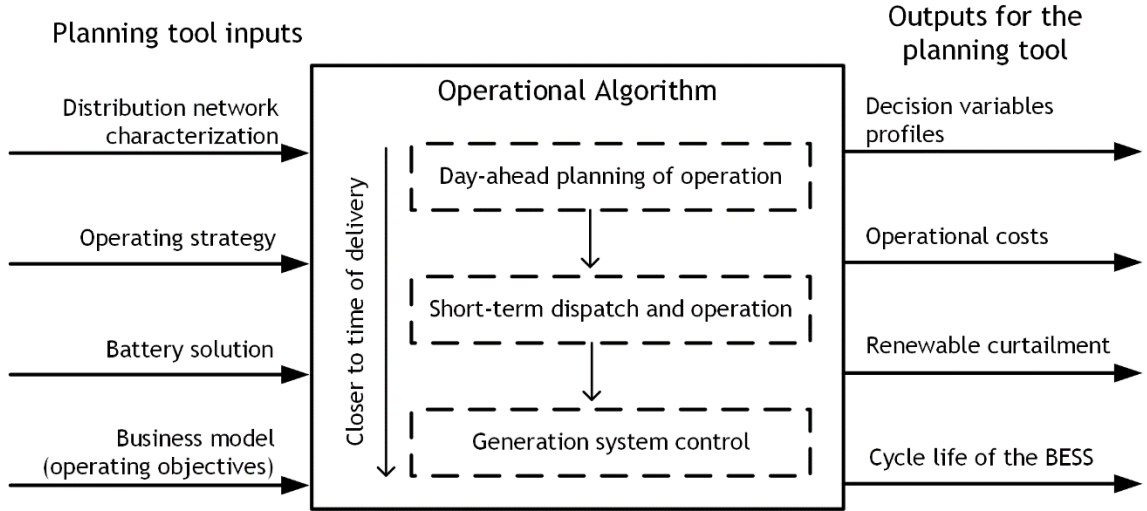 Planning tool inputs
Distribution network
characterization
Operating strategy
Battery solution
Business model
(operating objectives)
Operational Algorithm
Closer to time of delivery
Day-ahead planning of operation
Short-term dispatch and operation
Generation system control
Outputs for the
planning tool
Decision variables
profiles
Operational costs
Renewable curtailment
Cycle life of the BESS